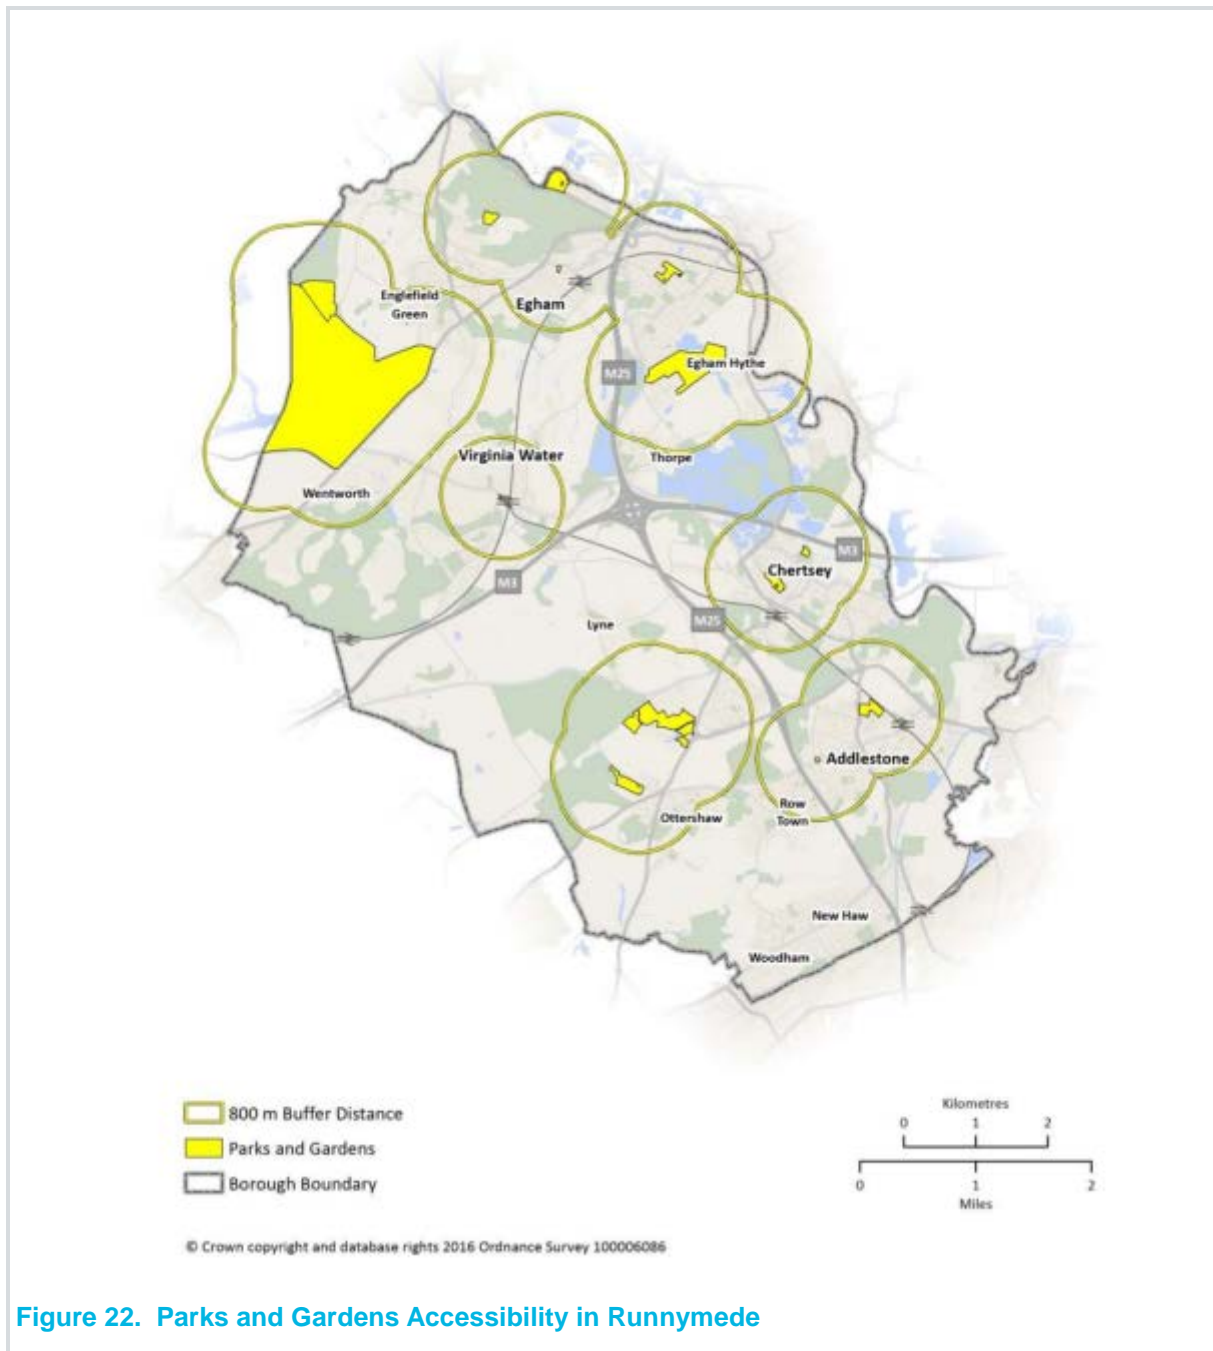 Englefield
Green
Egham
Egham Hythe
M25
Virginia Water
Thorpe
Wentworth
M3
Chertsey
M3
Lyne
M25
Addlestone
Row
Town
Ottershaw
New Haw
Woodham
800 m Buffer Distance
Parks and Gardens
Borough Boundary
Kilometres
0 1 2
0 1 2
Miles
© Crown copyright and database rights 2016 Ordnance Survey 100006086
Figure 22. Parks and Gardens Accessibility in Runnymede